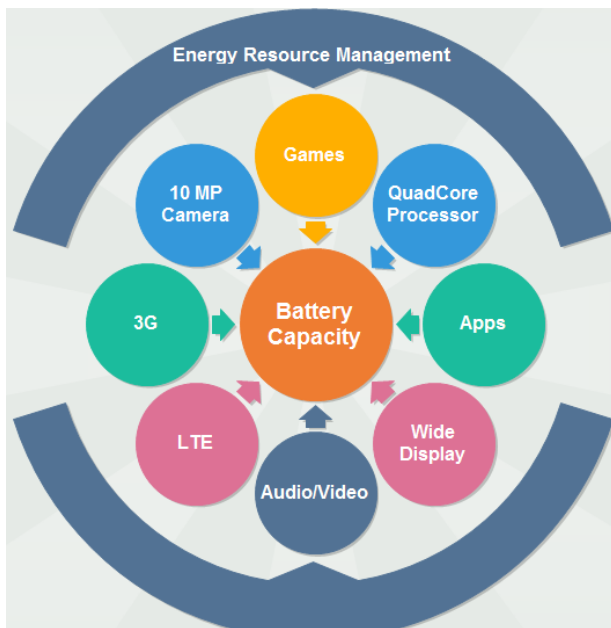 Energy Resource Management
Games
10 MP
Camera
QuadCore
Processor
3G
Battery
Capacity
Apps
LTE
Wide
Display
Audio/Video